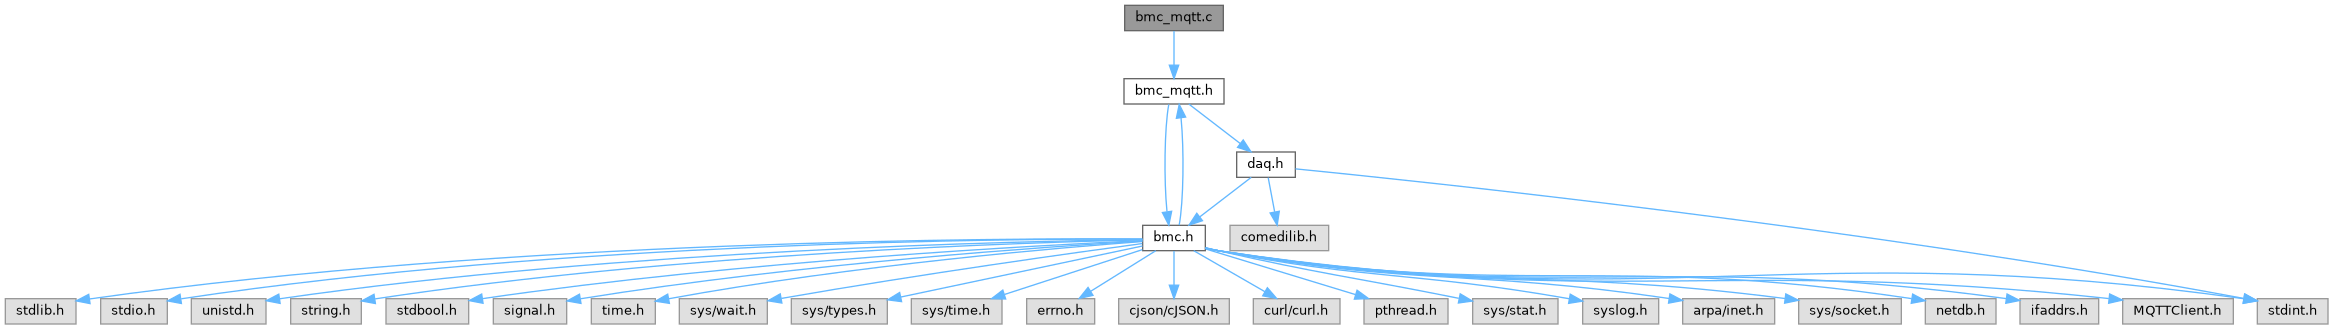 bmc_mqtt.c
bmc_mqtt.h
daq.h
bmc.h
comedilib.h
stdlib.h
stdio.h
unistd.h
string.h
stdbool.h
signal.h
time.h
sys/wait.h
sys/types.h
sys/time.h
errno.h
cjson/cJSON.h
curl/curl.h
pthread.h
sys/stat.h
syslog.h
arpa/inet.h
sys/socket.h
netdb.h
ifaddrs.h
MQTTClient.h
stdint.h